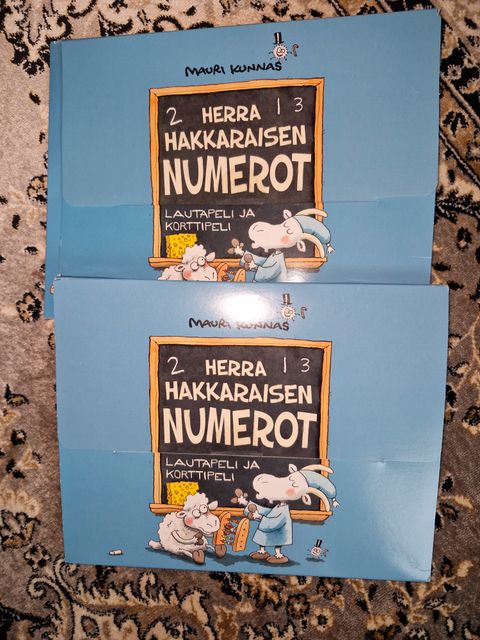 MAURI KUNNAS
2 HERRA 1 3
HAKKARAISEN
NUMEROT
LAUTAPELI JA
KORTTIPELI
MAURI KUNNAS
2 HERRA 1 3
HAKKARAISEN
NUMEROT
LAUTAPELI JA
KORTTIPELI